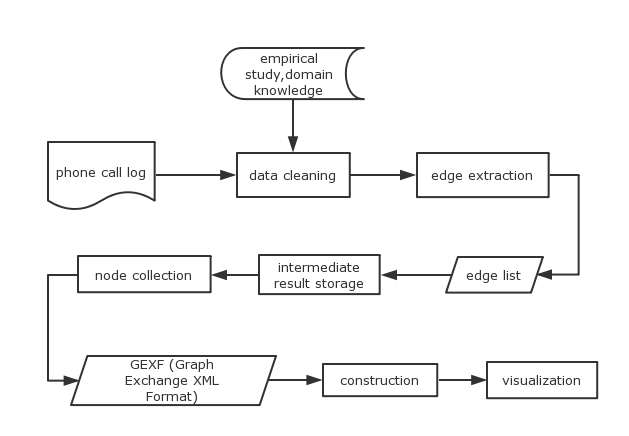 empirical
study,domain
knowledge
phone call log
data cleaning
edge extraction
node collection
intermediate
result storage
edge list
GEXF (Graph
Exchange XML
Format)
construction
visualization